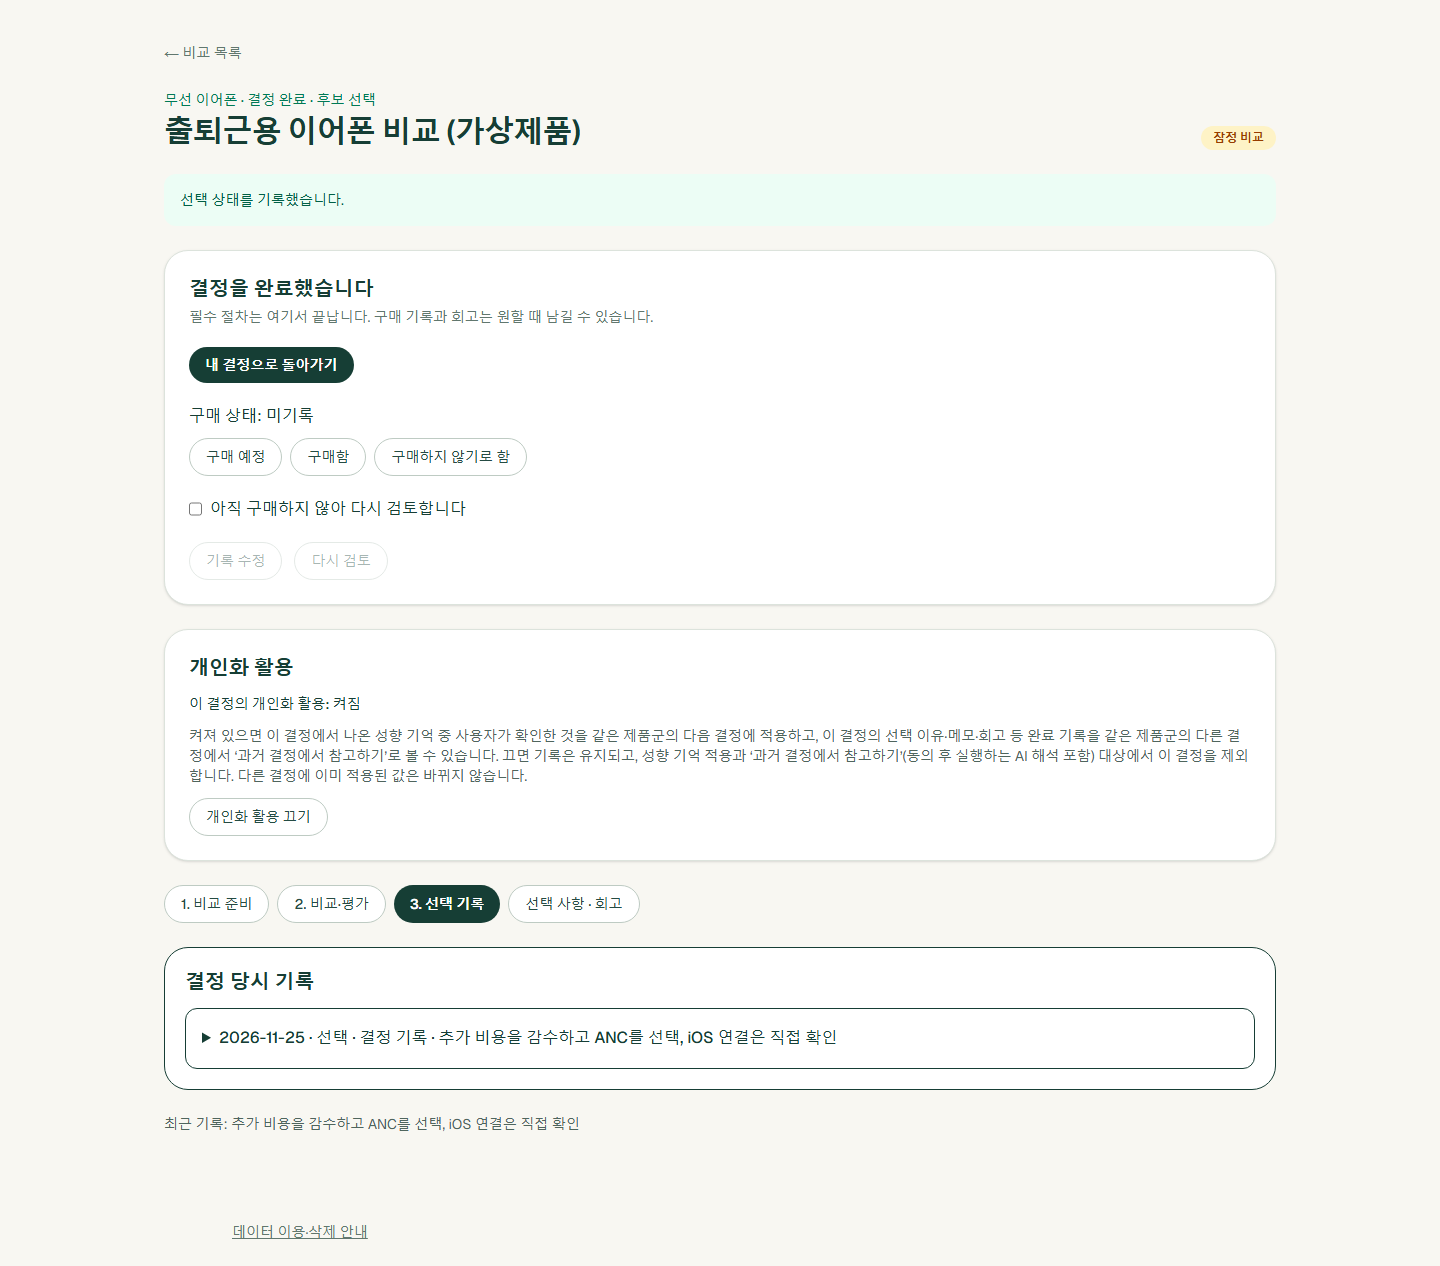 ← 비교 목록
무선 이어폰 · 결정 완료 · 후보 선택
출퇴근용 이어폰 비교 (가상제품)
잠정 비교
선택 상태를 기록했습니다.
결정을 완료했습니다
필수 절차는 여기서 끝납니다. 구매 기록과 회고는 원할 때 남길 수 있습니다.
내 결정으로 돌아가기
구매 상태: 미기록
구매 예정 구매함 구매하지 않기로 함
아직 구매하지 않아 다시 검토합니다
기록 수정 다시 검토
개인화 활용
이 결정의 개인화 활용: 켜짐
켜져 있으면 이 결정에서 나온 성향 기억 중 사용자가 확인한 것을 같은 제품군의 다음 결정에 적용하고, 이 결정의 선택 이유·메모·회고 등 완료 기록을 같은 제품군의 다른 결
정에서 ‘과거 결정에서 참고하기’로 볼 수 있습니다. 끄면 기록은 유지되고, 성향 기억 적용과 ‘과거 결정에서 참고하기’(동의 후 실행하는 AI 해석 포함) 대상에서 이 결정을 제외
합니다. 다른 결정에 이미 적용된 값은 바뀌지 않습니다.
개인화 활용 끄기
1. 비교 준비 2. 비교·평가 3. 선택 기록 선택 사항 · 회고
결정 당시 기록
▶ 2026-11-25 · 선택 · 결정 기록 · 추가 비용을 감수하고 ANC를 선택, iOS 연결은 직접 확인
최근 기록: 추가 비용을 감수하고 ANC를 선택, iOS 연결은 직접 확인
데이터 이용·삭제 안내